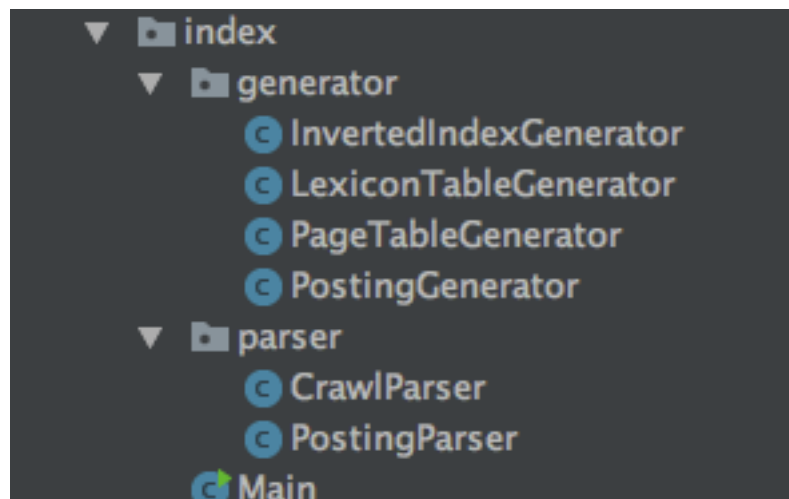 index
generator
InvertedIndexGenerator
LexiconTableGenerator
PageTableGenerator
PostingGenerator
parser
CrawlParser
PostingParser
Main